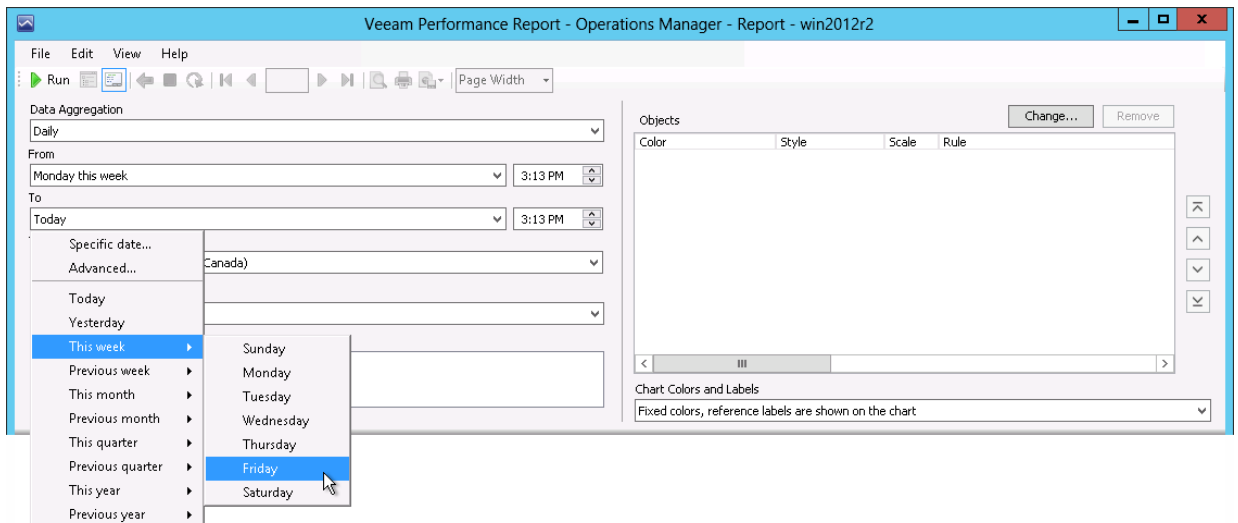 Veeam Performance Report - Operations Manager - Report - win2012r2
File Edit View Help
Run Page Width
Data Aggregation
Daily
From
Monday this week 3:13 PM
To
Today 3:13 PM
Specific date...
Advanced...
Canada)
Today
Yesterday
This week
Previous week
This month
Previous month
This quarter
Previous quarter
This year
Previous year
Sunday
Monday
Tuesday
Wednesday
Thursday
Friday
Saturday
Objects Change... Remove
Color Style Scale Rule
Chart Colors and Labels
Fixed colors, reference labels are shown on the chart